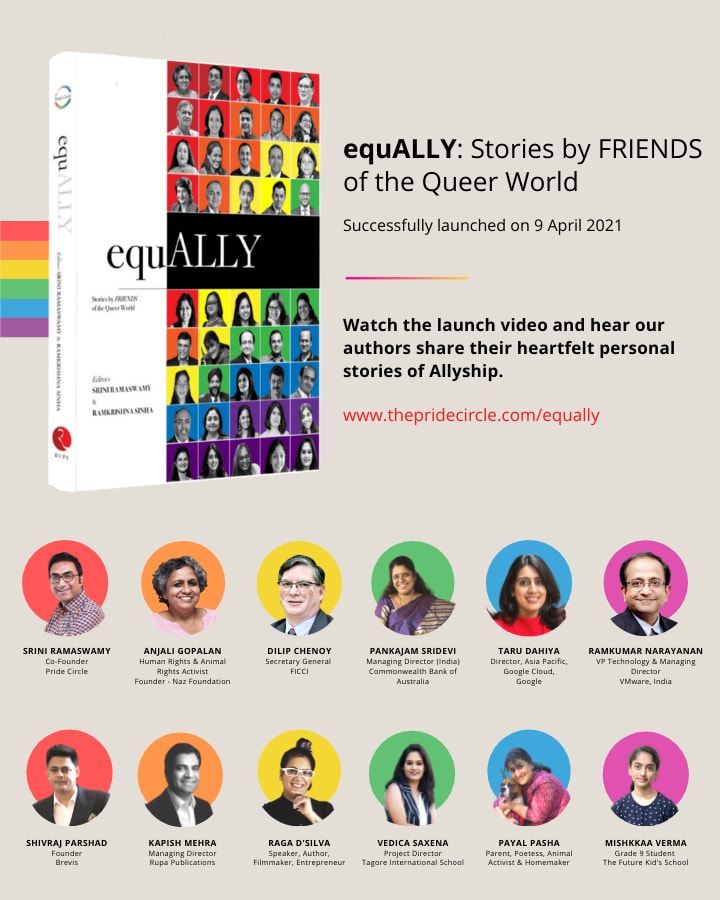 equALLY: Stories by FRIENDS
of the Queer World
Successfully launched on 9 April 2021
Watch the launch video and hear our
authors share their heartfelt personal
stories of Allyship.
www.thepridecircle.com/equally
equALLY
Editors SRINI RAMASWAMY & RAMKRISHNA SINHA
RUPA
equALLY
Stories by FRIENDS
of the Queer World
Editors
SRINI RAMASWAMY
&
RAMKRISHNA SINHA
SRINI RAMASWAMY
Co-Founder
Pride Circle
ANJALI GOPALAN
Human Rights & Animal
Rights Activist
Founder - Naz Foundation
DILIP CHENOY
Secretary General
FICCI
PANKAJAM SRIDEVI
Managing Director (India)
Commonwealth Bank of
Australia
TARU DAHIYA
Director, Asia Pacific,
Google Cloud,
Google
RAMKUMAR NARAYANAN
VP Technology & Managing
Director
VMware, India
SHIVRAJ PARSHAD
Founder
Brevis
KAPISH MEHRA
Managing Director
Rupa Publications
RAGA D'SILVA
Speaker, Author,
Filmmaker, Entrepreneur
VEDICA SAXENA
Project Director
Tagore International School
PAYAL PASHA
Parent, Poetess, Animal
Activist & Homemaker
MISHKKAA VERMA
Grade 9 Student
The Future Kid's School